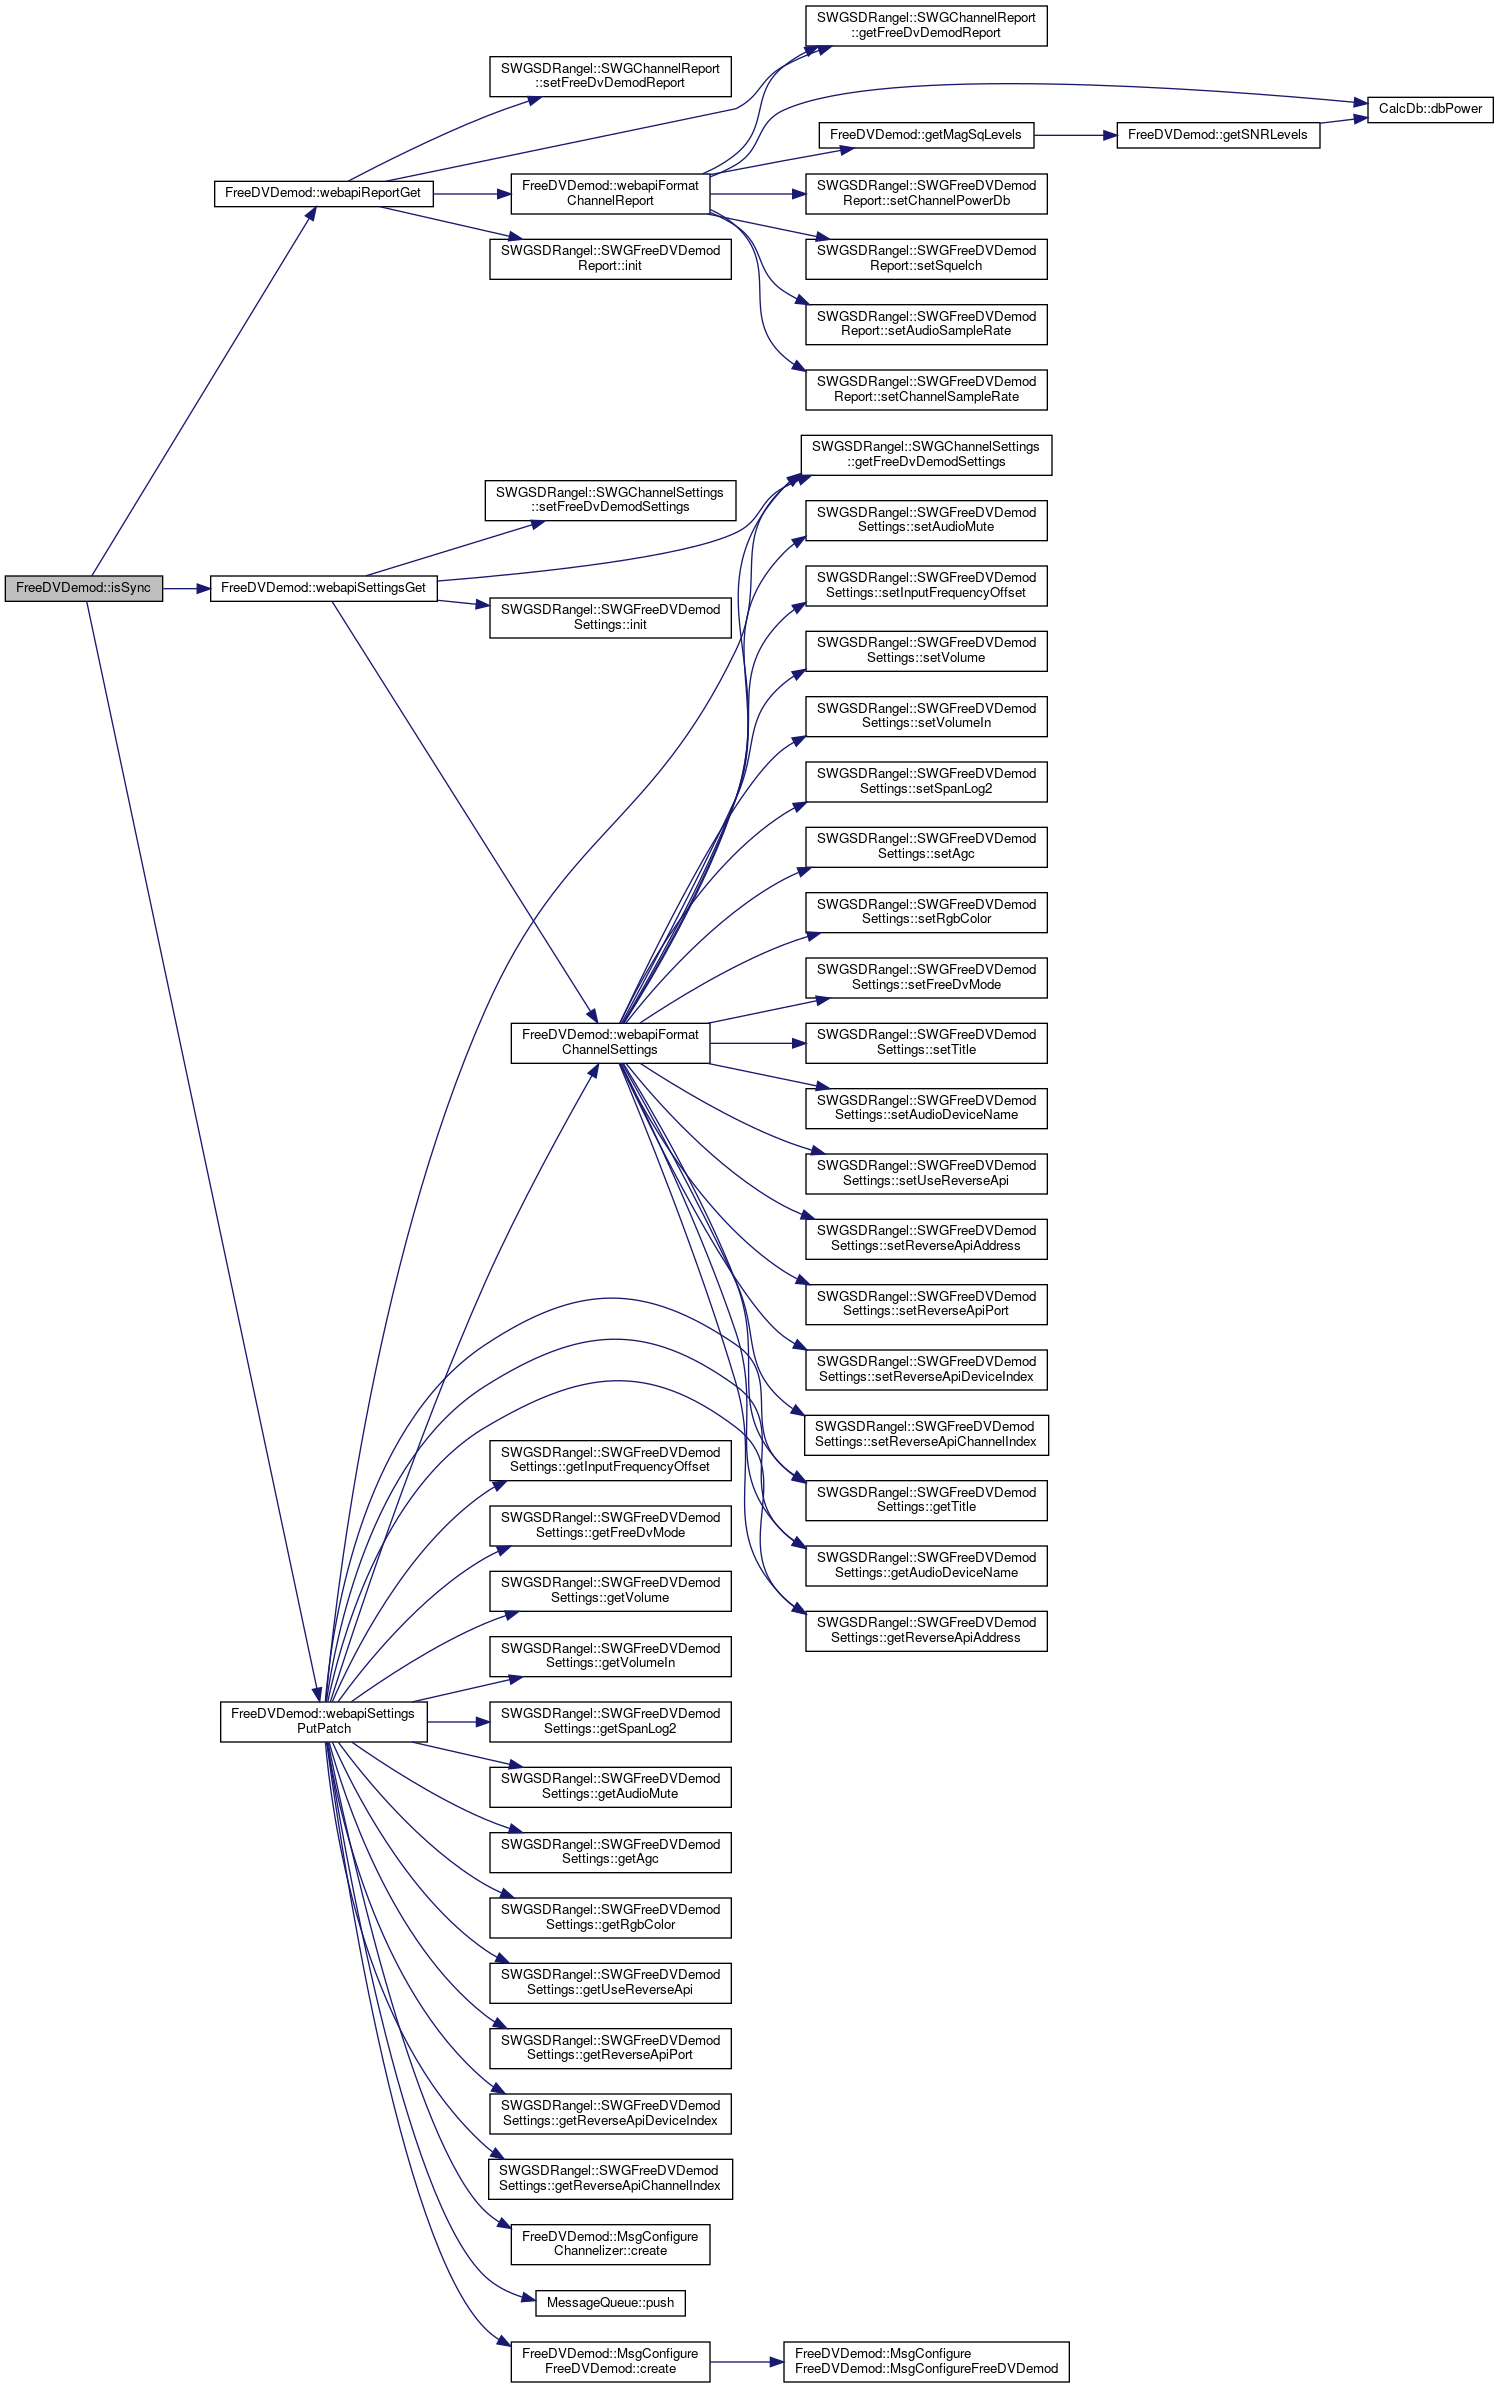 SWGSDRangel::SWGChannelReport
::getFreeDvDemodReport
SWGSDRangel::SWGChannelReport
::setFreeDvDemodReport
CalcDb::dbPower
FreeDVDemod::getMagSqLevels
FreeDVDemod::getSNRLevels
FreeDVDemod::webapiReportGet
FreeDVDemod::webapiFormat
ChannelReport
SWGSDRangel::SWGFreeDVDemod
Report::setChannelPowerDb
SWGSDRangel::SWGFreeDVDemod
Report::init
SWGSDRangel::SWGFreeDVDemod
Report::setSquelch
SWGSDRangel::SWGFreeDVDemod
Report::setAudioSampleRate
SWGSDRangel::SWGFreeDVDemod
Report::setChannelSampleRate
SWGSDRangel::SWGChannelSettings
::getFreeDvDemodSettings
SWGSDRangel::SWGChannelSettings
::setFreeDvDemodSettings
SWGSDRangel::SWGFreeDVDemod
Settings::setAudioMute
FreeDVDemod::isSync
FreeDVDemod::webapiSettingsGet
SWGSDRangel::SWGFreeDVDemod
Settings::setInputFrequencyOffset
SWGSDRangel::SWGFreeDVDemod
Settings::init
SWGSDRangel::SWGFreeDVDemod
Settings::setVolume
SWGSDRangel::SWGFreeDVDemod
Settings::setVolumeIn
SWGSDRangel::SWGFreeDVDemod
Settings::setSpanLog2
SWGSDRangel::SWGFreeDVDemod
Settings::setAgc
SWGSDRangel::SWGFreeDVDemod
Settings::setRgbColor
SWGSDRangel::SWGFreeDVDemod
Settings::setFreeDvMode
FreeDVDemod::webapiFormat
ChannelSettings
SWGSDRangel::SWGFreeDVDemod
Settings::setTitle
SWGSDRangel::SWGFreeDVDemod
Settings::setAudioDeviceName
SWGSDRangel::SWGFreeDVDemod
Settings::setUseReverseApi
SWGSDRangel::SWGFreeDVDemod
Settings::setReverseApiAddress
SWGSDRangel::SWGFreeDVDemod
Settings::setReverseApiPort
SWGSDRangel::SWGFreeDVDemod
Settings::setReverseApiDeviceIndex
SWGSDRangel::SWGFreeDVDemod
Settings::setReverseApiChannelIndex
SWGSDRangel::SWGFreeDVDemod
Settings::getInputFrequencyOffset
SWGSDRangel::SWGFreeDVDemod
Settings::getTitle
SWGSDRangel::SWGFreeDVDemod
Settings::getFreeDvMode
SWGSDRangel::SWGFreeDVDemod
Settings::getAudioDeviceName
SWGSDRangel::SWGFreeDVDemod
Settings::getVolume
SWGSDRangel::SWGFreeDVDemod
Settings::getReverseApiAddress
SWGSDRangel::SWGFreeDVDemod
Settings::getVolumeIn
FreeDVDemod::webapiSettings
PutPatch
SWGSDRangel::SWGFreeDVDemod
Settings::getSpanLog2
SWGSDRangel::SWGFreeDVDemod
Settings::getAudioMute
SWGSDRangel::SWGFreeDVDemod
Settings::getAgc
SWGSDRangel::SWGFreeDVDemod
Settings::getRgbColor
SWGSDRangel::SWGFreeDVDemod
Settings::getUseReverseApi
SWGSDRangel::SWGFreeDVDemod
Settings::getReverseApiPort
SWGSDRangel::SWGFreeDVDemod
Settings::getReverseApiDeviceIndex
SWGSDRangel::SWGFreeDVDemod
Settings::getReverseApiChannelIndex
FreeDVDemod::MsgConfigure
Channelizer::create
MessageQueue::push
FreeDVDemod::MsgConfigure
FreeDVDemod::create
FreeDVDemod::MsgConfigure
FreeDVDemod::MsgConfigureFreeDVDemod